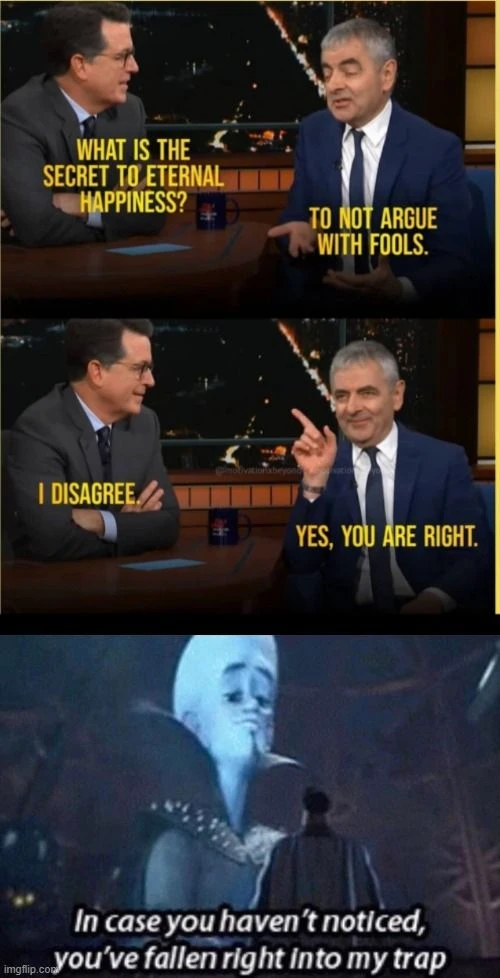 WHAT IS THE
SECRET TO ETERNAL
HAPPINESS?
TO NOT ARGUE
WITH FOOLS.
I DISAGREE.
YES, YOU ARE RIGHT.
In case you haven't noticed,
you've fallen right into my trap
imgflip.com